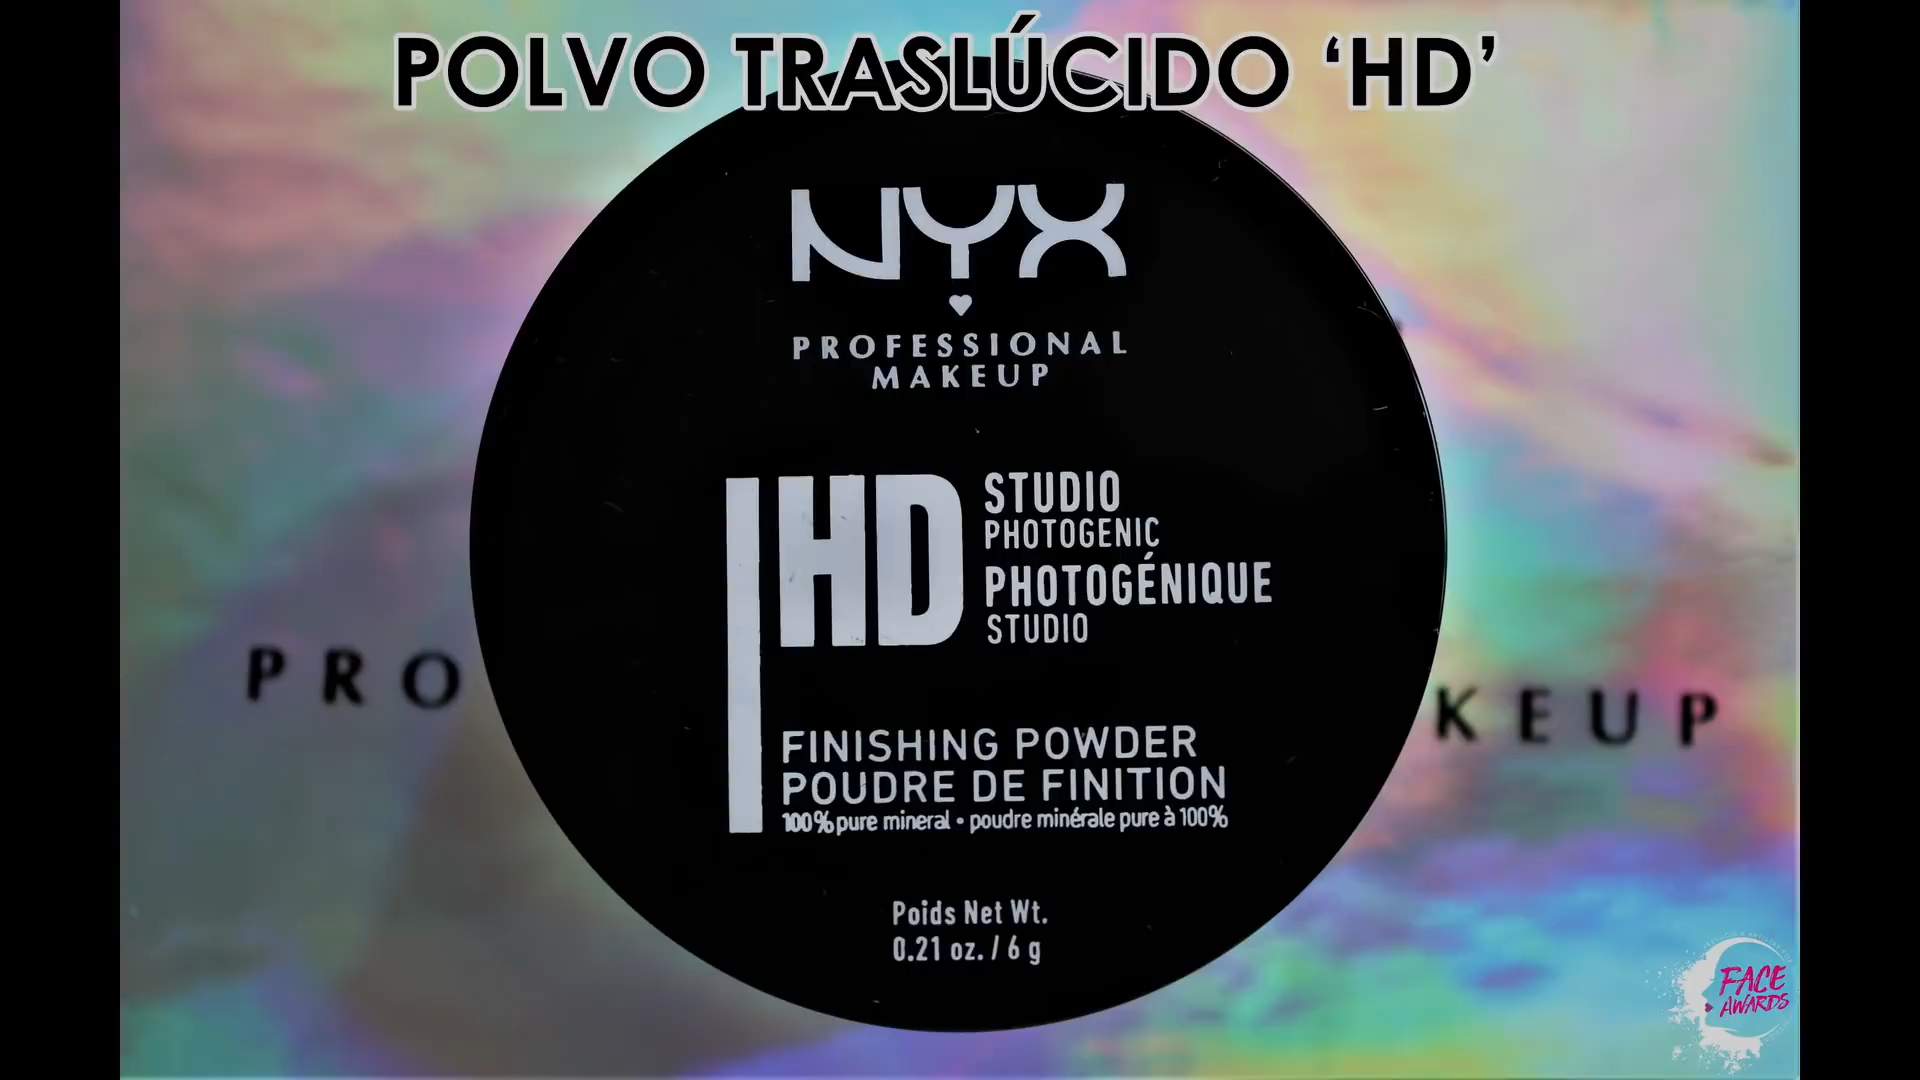 POLVO TRASLÚCIDO ‘HD’
NYX
PROFESSIONAL
MAKEUP
HD
STUDIO
PHOTOGENIC
PHOTOGÉNIQUE
STUDIO
PRO
KEUP
FINISHING POWDER
POUDRE DE FINITION
100% pure mineral • poudre minérale pure à 100%
Poids Net Wt.
0.21 oz. / 6 g
FACE
AWARDS